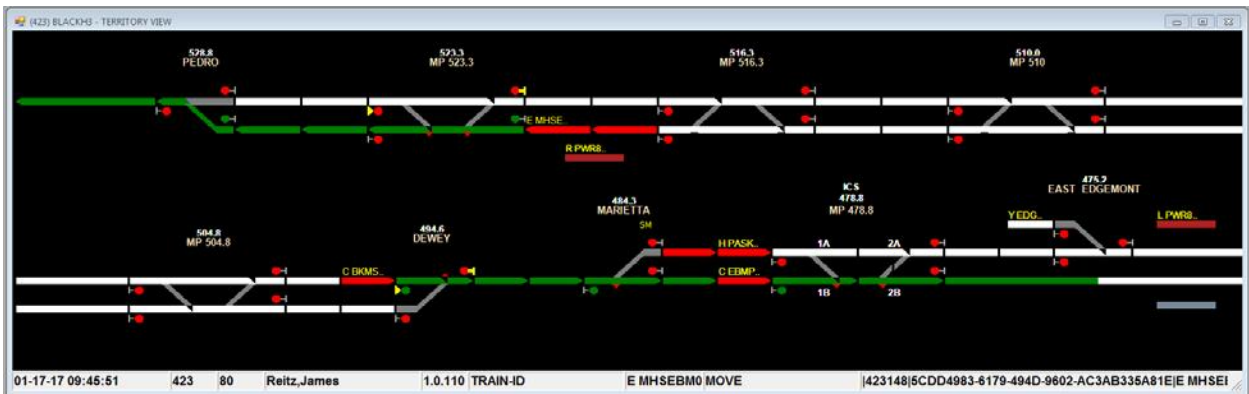 (423) BLACKH3 - TERRITORY VIEW
528.8
PEDRO
523.3
MP 523.3
516.3
MP 516.3
510.0
MP 510
E MHSE..
R PWR8..
504.8
MP 504.8
494.6
DEWEY
484.3
MARIETTA
SM
ICS
478.8
MP 478.8
475.2
EAST EDGEMONT
Y EDG..
L PWR8..
H PASK..
1A
2A
C BKMS..
C EBMP..
1B
2B
01-17-17 09:45:51 423 80 Reitz,James 1.0.110 TRAIN-ID E MHSEBM0 MOVE |423148|5CDD4983-6179-494D-9602-AC3AB335A81E|E MHSEI